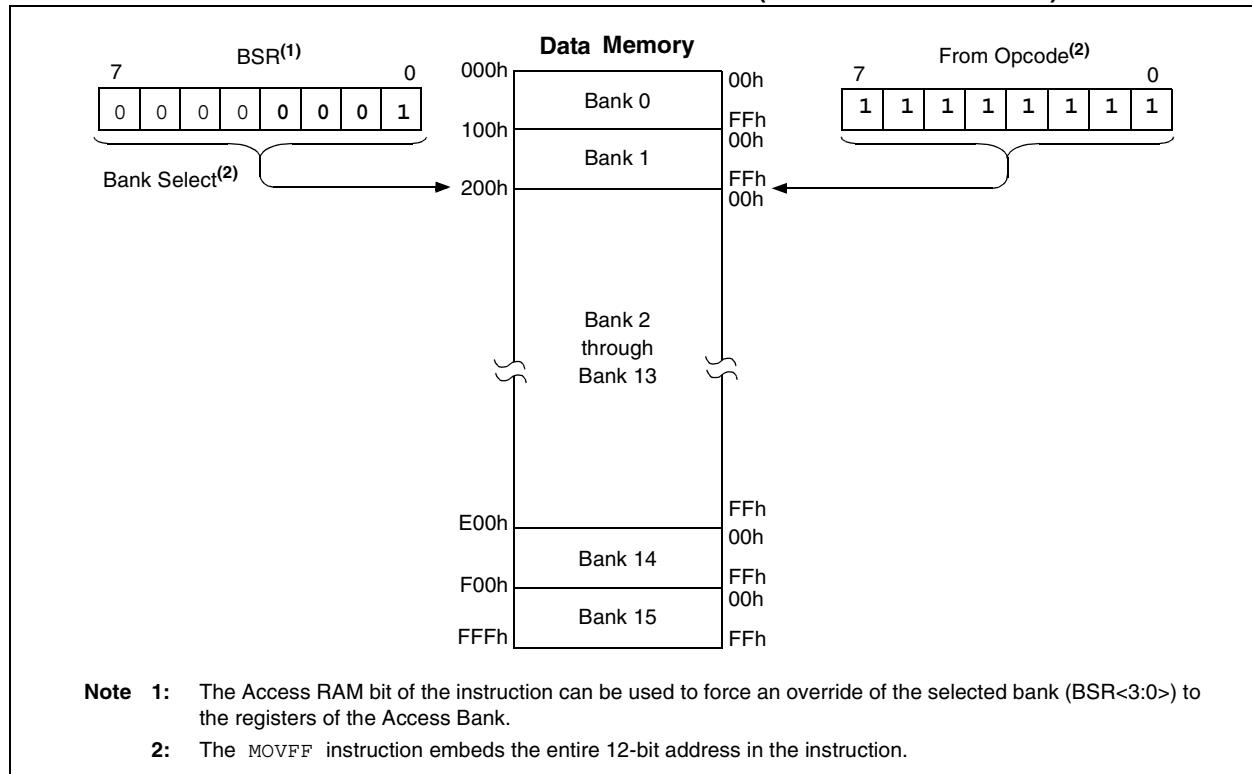 Data Memory
BSR(1)
7 0
0 0 0 0 0 0 0 1
Bank Select(2)
From Opcode(2)
7 0
1 1 1 1 1 1 1 1
000h
Bank 0
00h
FFh
100h
Bank 1
00h
FFh
200h
00h
Bank 2
through
Bank 13
FFh
E00h
00h
Bank 14
FFh
F00h
00h
Bank 15
FFFh
FFh
Note 1: The Access RAM bit of the instruction can be used to force an override of the selected bank (BSR<3:0>) to
the registers of the Access Bank.
2: The MOVFF instruction embeds the entire 12-bit address in the instruction.